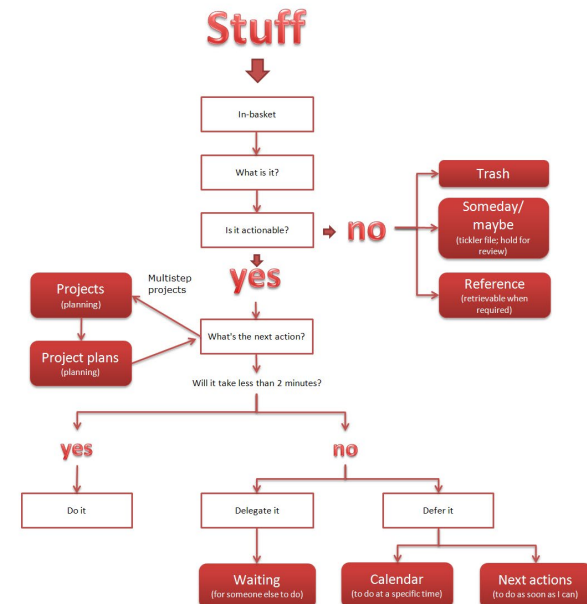 Stuff
In-basket
What is it?
Is it actionable?
no
Trash
Someday/
maybe
(tickler file; hold for
review)
Reference
(retrievable when
required)
yes
Multistep
projects
Projects
(planning)
Project plans
(planning)
What's the next action?
Will it take less than 2 minutes?
yes
no
Do it
Delegate it
Defer it
Waiting
(for someone else to do)
Calendar
(to do at a specific time)
Next actions
(to do as soon as I can)